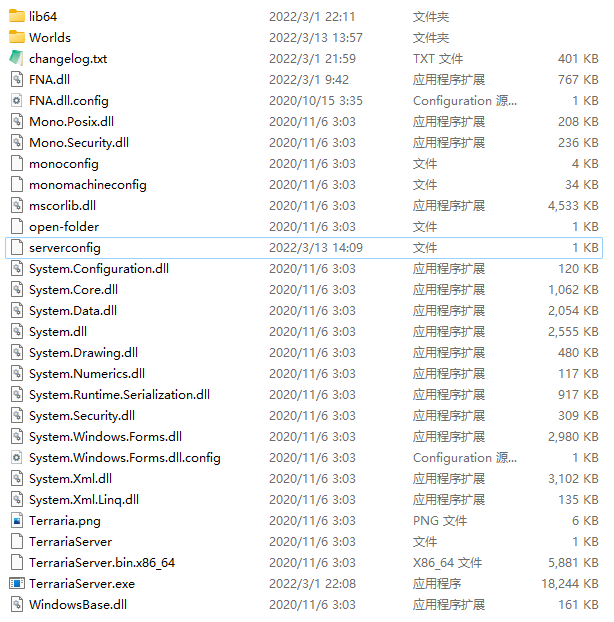 lib64 2022/3/1 22:11 文件夹
Worlds 2022/3/13 13:57 文件夹
changelog.txt 2022/3/1 21:59 TXT 文件 401 KB
FNA.dll 2022/3/1 9:42 应用程序扩展 767 KB
FNA.dll.config 2020/10/15 3:35 Configuration 源... 1 KB
Mono.Posix.dll 2020/11/6 3:03 应用程序扩展 208 KB
Mono.Security.dll 2020/11/6 3:03 应用程序扩展 236 KB
monoconfig 2020/11/6 3:03 文件 4 KB
monomachineconfig 2020/11/6 3:03 文件 34 KB
mscorlib.dll 2020/11/6 3:03 应用程序扩展 4,533 KB
open-folder 2020/11/6 3:03 文件 1 KB
serverconfig 2022/3/13 14:09 文件 1 KB
System.Configuration.dll 2020/11/6 3:03 应用程序扩展 120 KB
System.Core.dll 2020/11/6 3:03 应用程序扩展 1,062 KB
System.Data.dll 2020/11/6 3:03 应用程序扩展 2,054 KB
System.dll 2020/11/6 3:03 应用程序扩展 2,555 KB
System.Drawing.dll 2020/11/6 3:03 应用程序扩展 480 KB
System.Numerics.dll 2020/11/6 3:03 应用程序扩展 117 KB
System.Runtime.Serialization.dll 2020/11/6 3:03 应用程序扩展 917 KB
System.Security.dll 2020/11/6 3:03 应用程序扩展 309 KB
System.Windows.Forms.dll 2020/11/6 3:03 应用程序扩展 2,980 KB
System.Windows.Forms.dll.config 2020/11/6 3:03 Configuration 源... 1 KB
System.Xml.dll 2020/11/6 3:03 应用程序扩展 3,102 KB
System.Xml.Linq.dll 2020/11/6 3:03 应用程序扩展 135 KB
Terraria.png 2020/11/6 3:03 PNG 文件 6 KB
TerrariaServer 2020/11/6 3:03 文件 1 KB
TerrariaServer.bin.x86_64 2020/11/6 3:03 X86_64 文件 5,881 KB
TerrariaServer.exe 2022/3/1 22:08 应用程序 18,244 KB
WindowsBase.dll 2020/11/6 3:03 应用程序扩展 161 KB